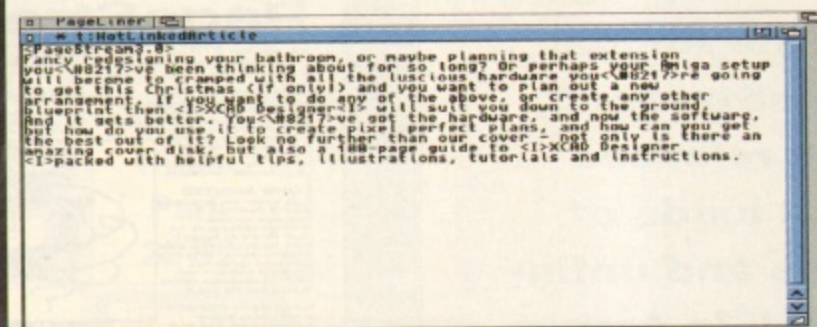 PageLiner
* t:HotLinkedArticle
<PageStream3.0>
Fancy redesigning your bathroom, or maybe planning that extension
you<\#8217>ve been thinking about for so long? Or perhaps your Amiga setup
will become to cramped with all the luscious hardware you<\#8217>re going
to get this Christmas (if only!) and you want to plan out a new
arrangement. If you want to do any of the above, or create any other
blueprint then <I>XCAD Designer<I> will suit you down to the ground.
And it gets better. You<\#8217>ve got the hardware, and now the software,
but how do you use it to create pixel perfect plans, and how can you get
the best out of it? Look no further than our cover - not only is there an
amazing cover disk, but also a 100-page guide to <I>XCAD Designer
<I>packed with helpful tips, illustrations, tutorials and instructions.